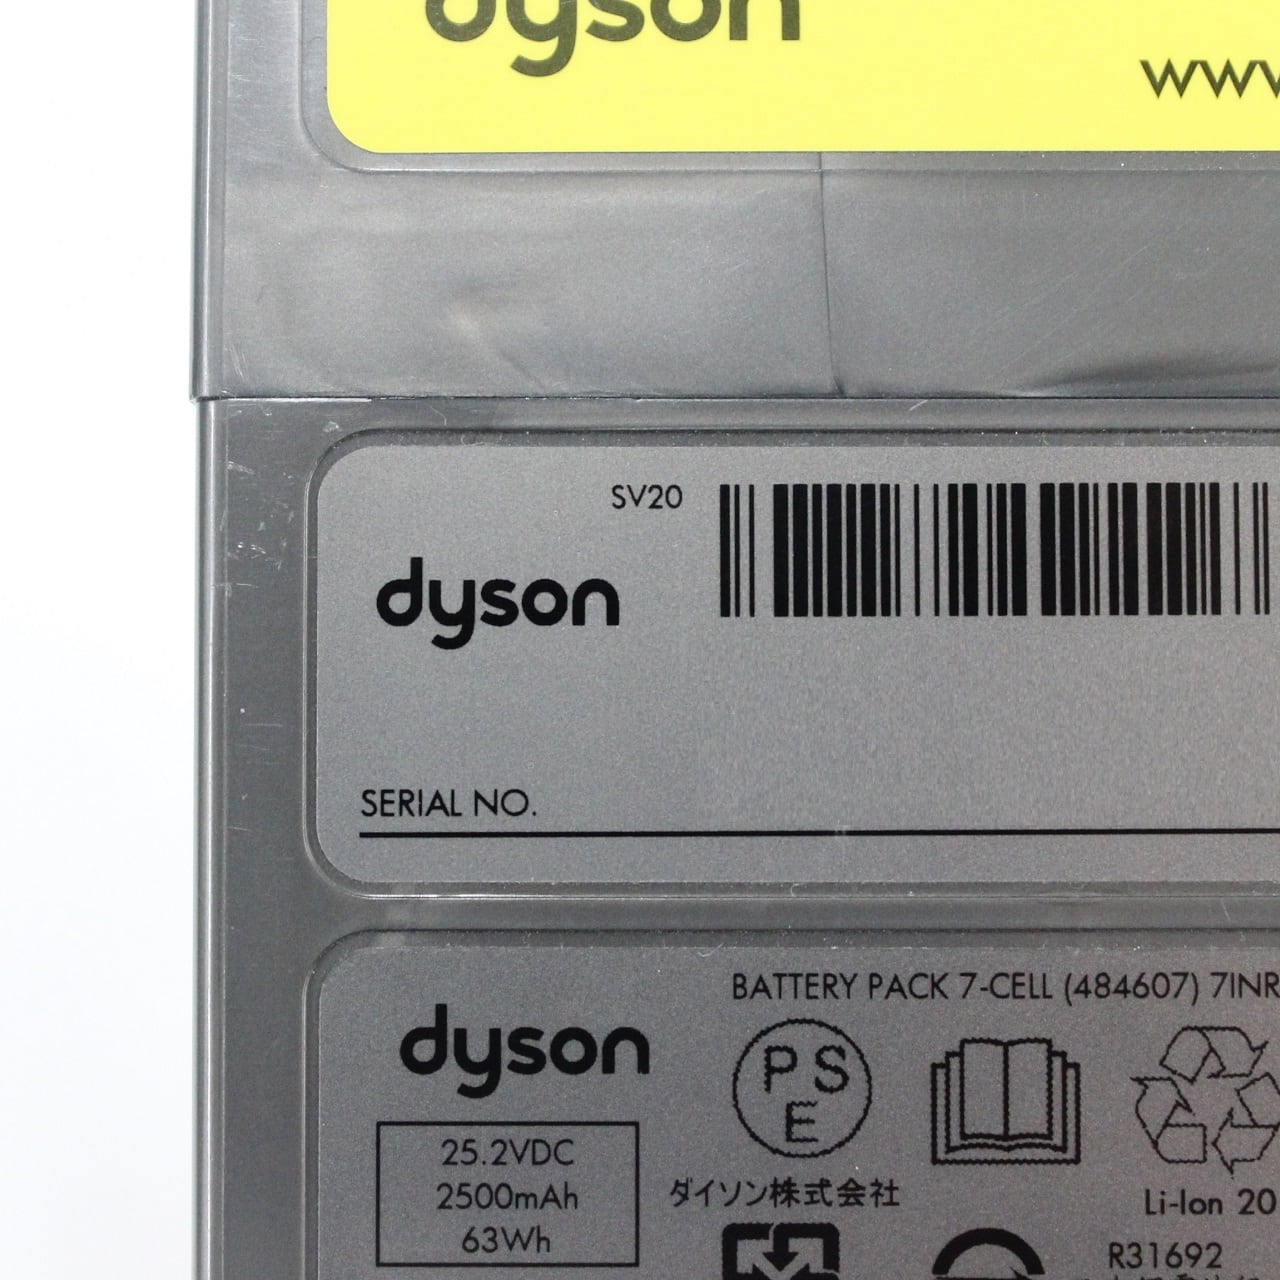 dyson
www
SV20
dyson
SERIAL NO.
BATTERY PACK 7-CELL (484607) 7INR
dyson
PSE
25.2VDC
2500mAh
63Wh
ダイソン株式会社
Li-Ion 20
R31692